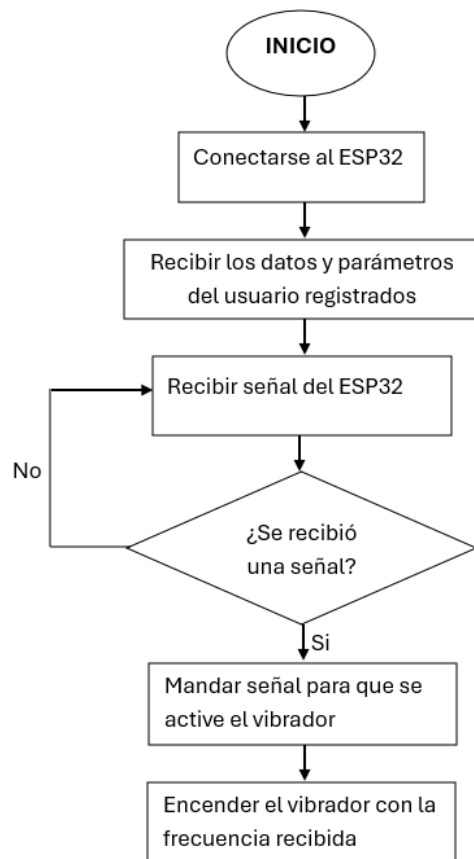 INICIO
Conectarse al ESP32
Recibir los datos y parámetros
del usuario registrados
Recibir señal del ESP32
No
¿Se recibió
una señal?
Si
Mandar señal para que se
active el vibrador
Encender el vibrador con la
frecuencia recibida